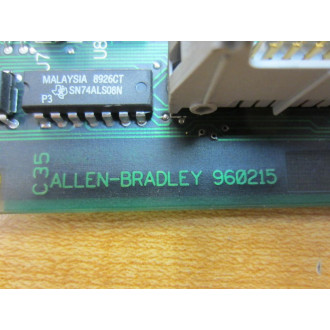 J7
U8
MALAYSIA 8926CT
SN74ALS08N
P3
C35
ALLEN-BRADLEY 960215